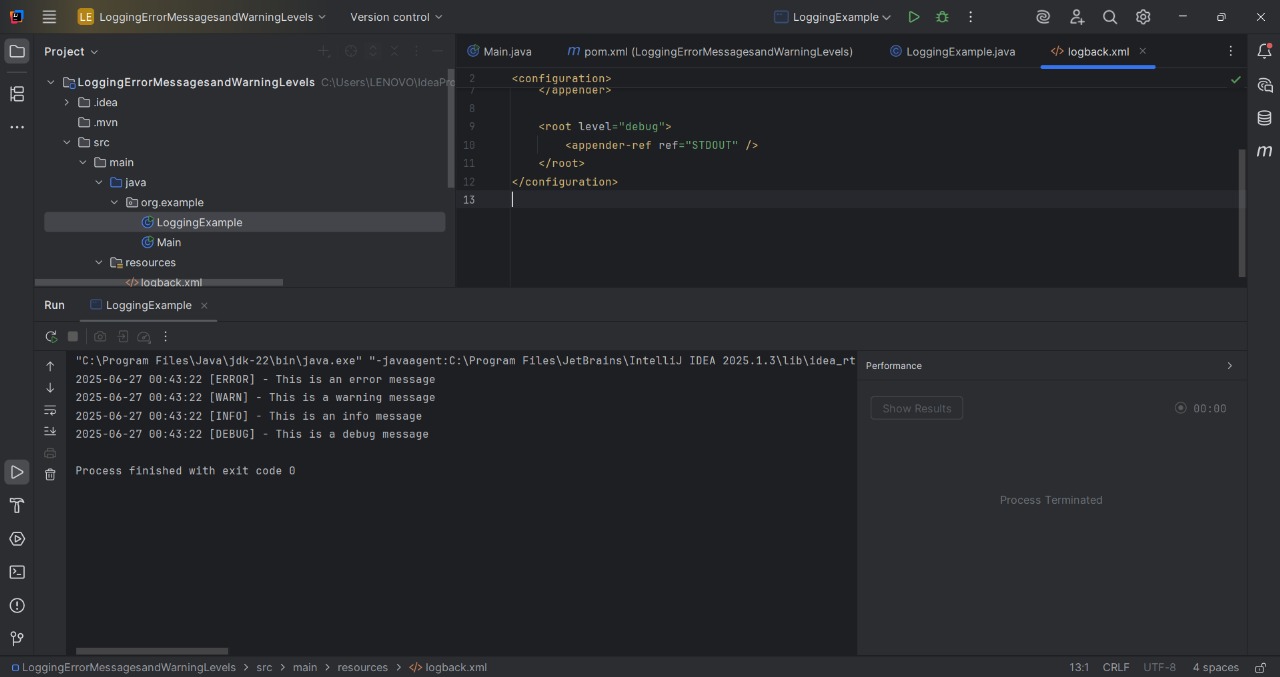 LE LoggingErrorMessagesandWarningLevels Version control LoggingExample
Project
LoggingErrorMessagesandWarningLevels C:\Users\LENOVO\IdeaPro
.idea
.mvn
src
main
java
org.example
LoggingExample
Main
resources
logback.xml
Main.java pom.xml (LoggingErrorMessagesandWarningLevels) LoggingExample.java logback.xml
2 <configuration>
7 </appender>
8
9 <root level="debug">
10 <appender-ref ref="STDOUT" />
11 </root>
12 </configuration>
13
Run LoggingExample
"C:\Program Files\Java\jdk-22\bin\java.exe" "-javaagent:C:\Program Files\JetBrains\IntelliJ IDEA 2025.1.3\lib\idea_rt
2025-06-27 00:43:22 [ERROR] - This is an error message
2025-06-27 00:43:22 [WARN] - This is a warning message
2025-06-27 00:43:22 [INFO] - This is an info message
2025-06-27 00:43:22 [DEBUG] - This is a debug message
Process finished with exit code 0
Performance
Show Results 00:00
Process Terminated
LoggingErrorMessagesandWarningLevels > src > main > resources > logback.xml 13:1 CRLF UTF-8 4 spaces